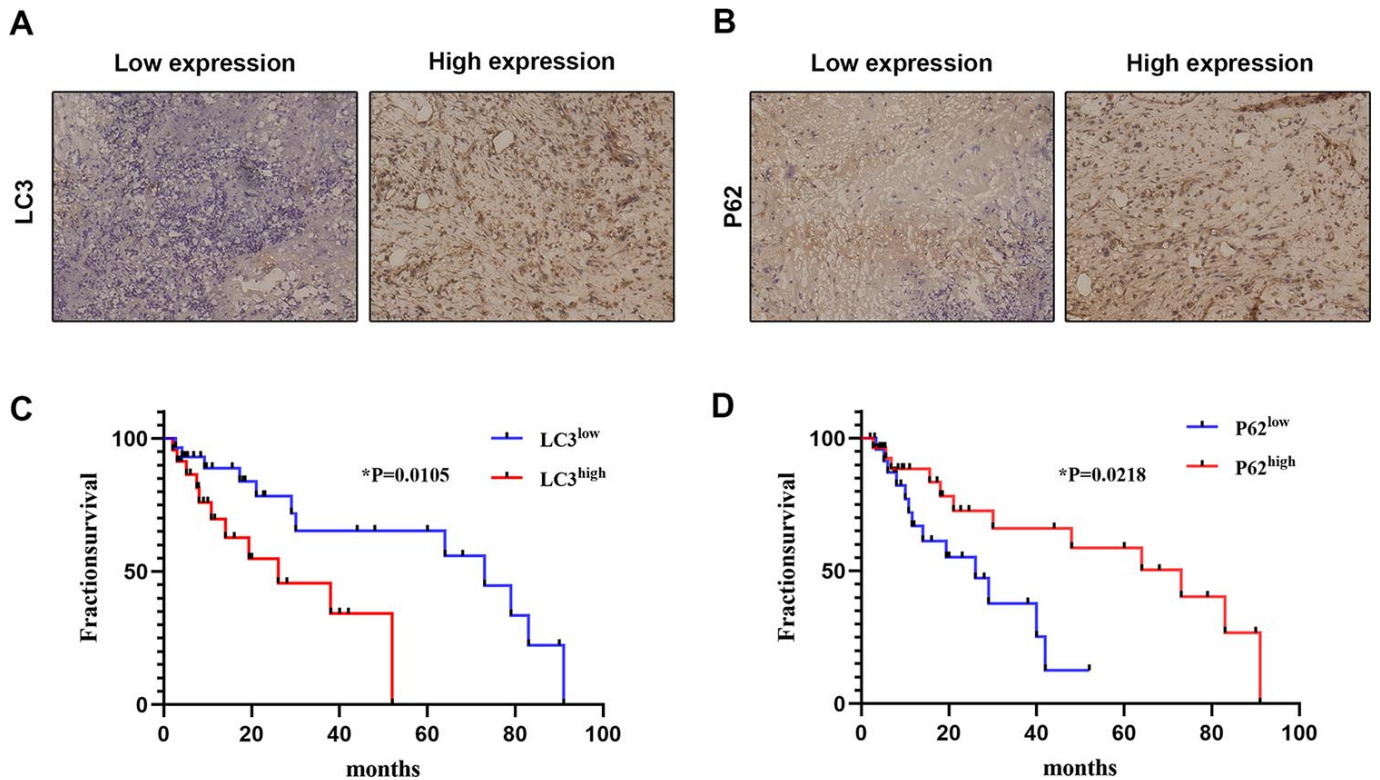 A
B
Low expression
High expression
Low expression
High expression
LC3
P62
C
D
100
50
0
0
20
40
60
80
100
Fractionsurvival
months
*P=0.0105
LC3low
LC3high
100
50
0
0
20
40
60
80
100
Fractionsurvival
months
*P=0.0218
P62low
P62high